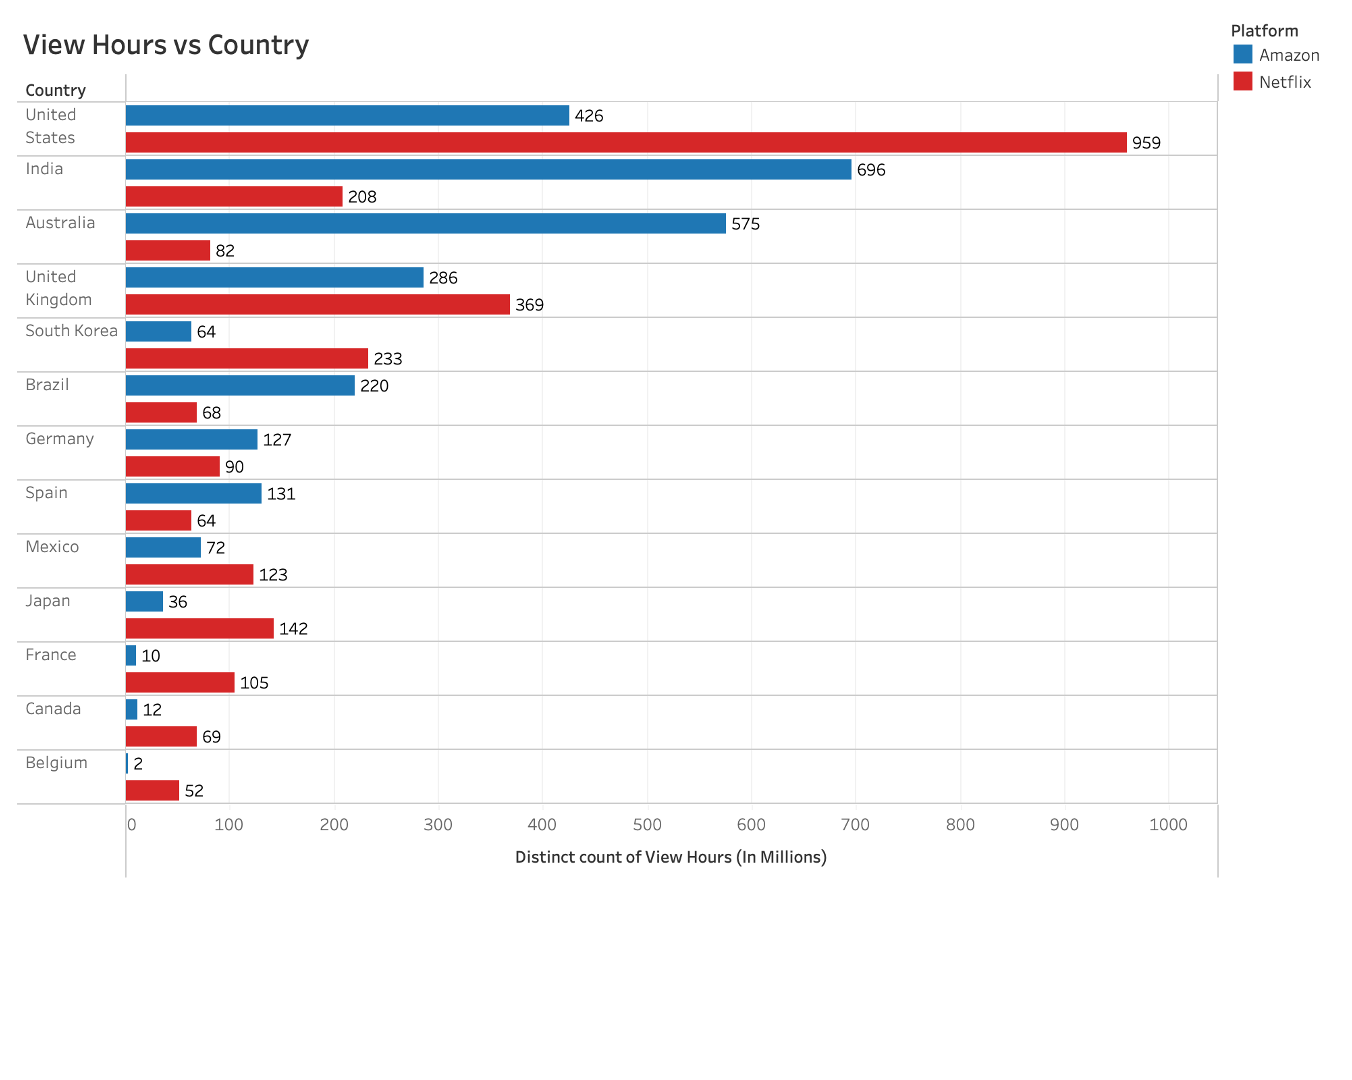 View Hours vs Country
Platform
Amazon
Netflix
Country
United
States
426
959
India
696
208
Australia
575
82
United
Kingdom
286
369
South Korea
64
233
Brazil
220
68
Germany
127
90
Spain
131
64
Mexico
72
123
Japan
36
142
France
10
105
Canada
12
69
Belgium
2
52
0 100 200 300 400 500 600 700 800 900 1000
Distinct count of View Hours (In Millions)